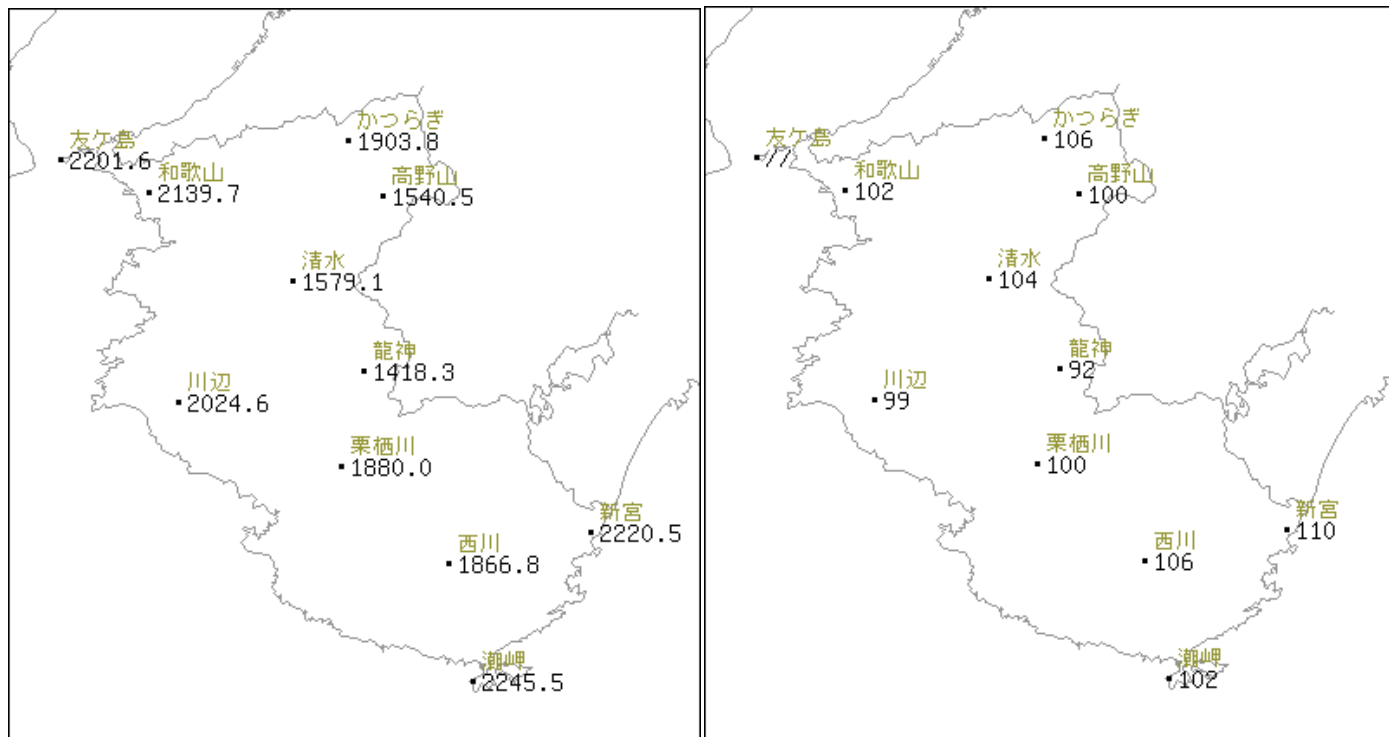 かつらぎ
1903.8
友ケ島
2201.6
和歌山
2139.7
高野山
1540.5
清水
1579.1
龍神
1418.3
川辺
2024.6
栗栖川
1880.0
新宮
2220.5
西川
1866.8
潮岬
2245.5
かつらぎ
106
友ケ島
//
和歌山
102
高野山
100
清水
104
龍神
92
川辺
99
栗栖川
100
新宮
110
西川
106
潮岬
102